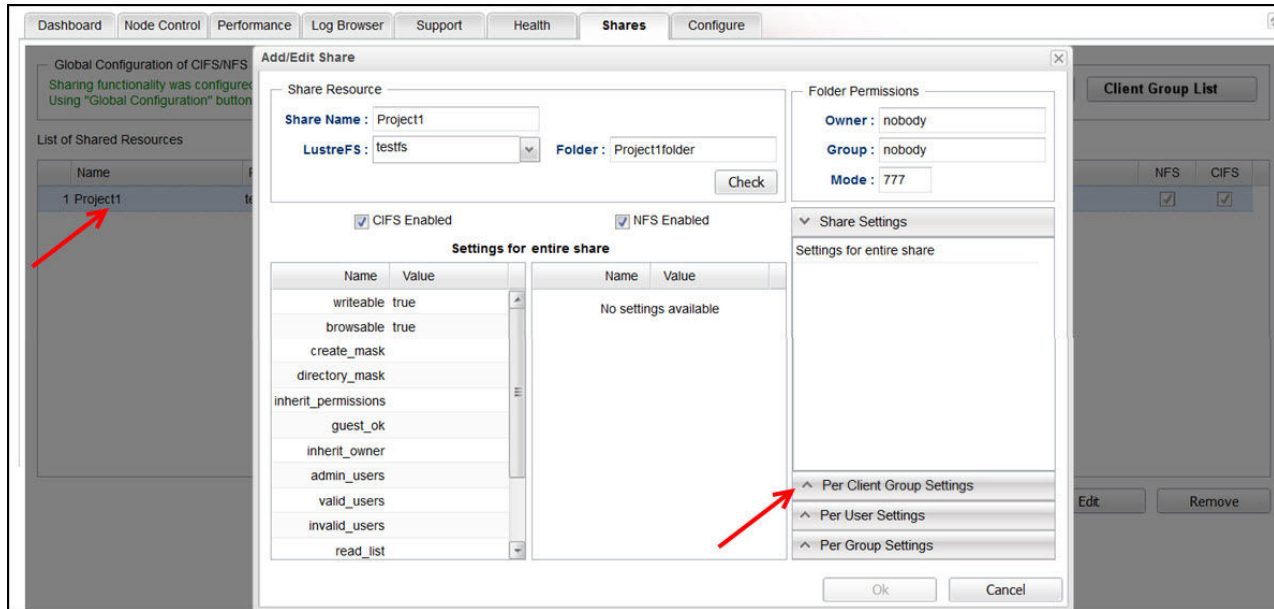 Dashboard Node Control Performance Log Browser Support Health Shares Configure
Global Configuration of CIFS/NFS
Sharing functionality was configured
Using "Global Configuration" button
Client Group List
List of Shared Resources
Name
NFS CIFS
1 Project1
Edit Remove
Add/Edit Share
Share Resource
Share Name : Project1
LustreFS : testfs Folder : Project1folder
Check
Folder Permissions
Owner : nobody
Group : nobody
Mode : 777
CIFS Enabled NFS Enabled
Settings for entire share
Name Value
writeable true
browsable true
create_mask
directory_mask
inherit_permissions
guest_ok
inherit_owner
admin_users
valid_users
invalid_users
read_list
Name Value
No settings available
Share Settings
Settings for entire share
Per Client Group Settings
Per User Settings
Per Group Settings
Ok Cancel